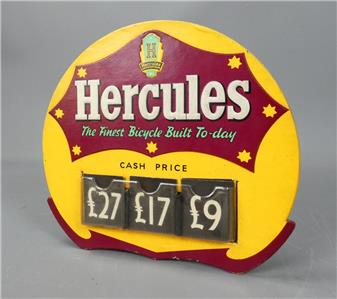 H
Hercules
The Finest Bicycle Built To-day
CASH PRICE
£27 £17 £9